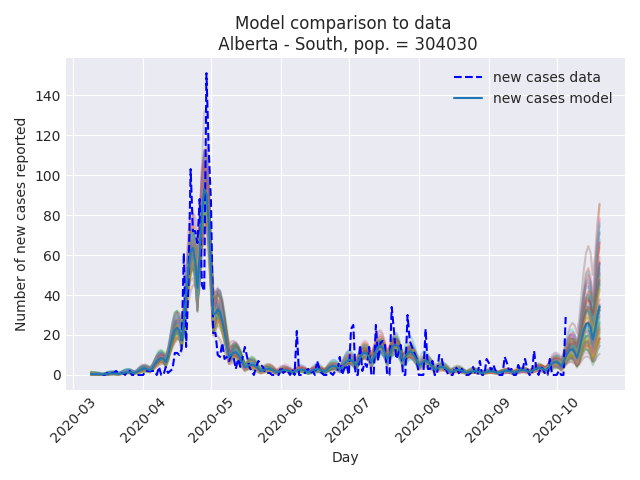 Model comparison to data
Alberta - South, pop. = 304030
new cases data
new cases model
Number of new cases reported
140
120
100
80
60
40
20
0
2020-03
2020-04
2020-05
2020-06
2020-07
2020-08
2020-09
2020-10
Day